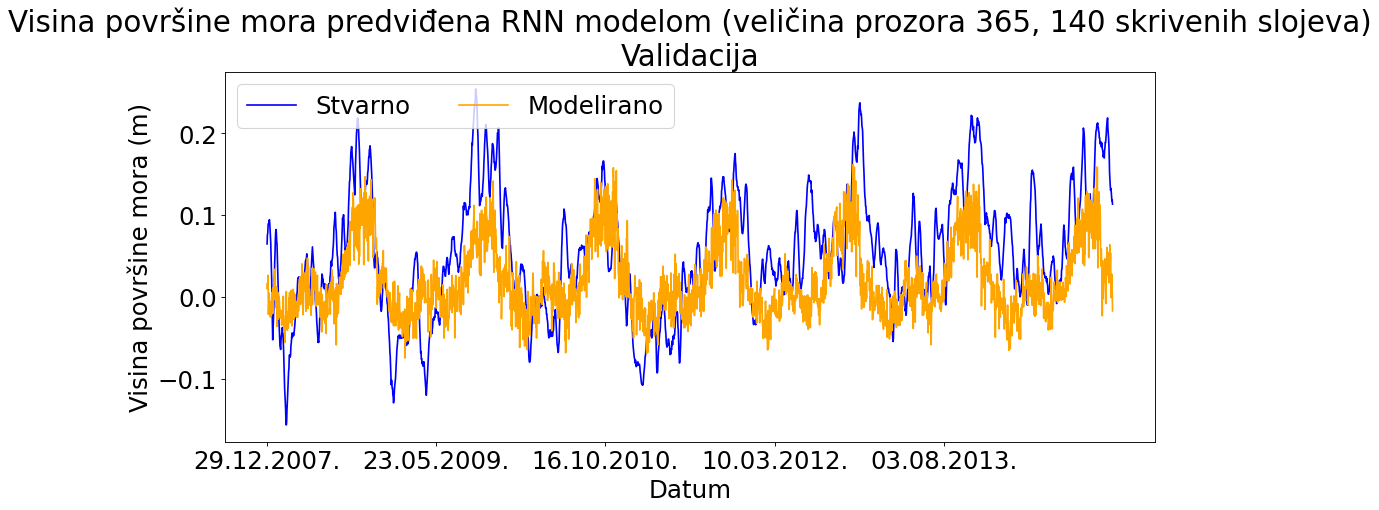 Visina površine mora predviđena RNN modelom (veličina prozora 365, 140 skrivenih slojeva)
Validacija
Stvarno Modelirano
Visina površine mora (m)
0.2
0.1
0.0
−0.1
29.12.2007. 23.05.2009. 16.10.2010. 10.03.2012. 03.08.2013.
Datum